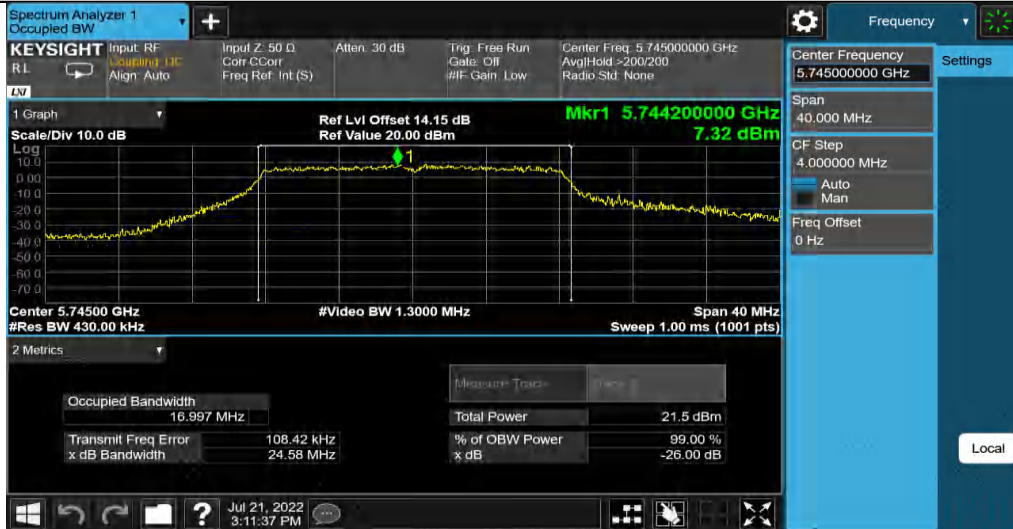 Spectrum Analyzer 1
Occupied BW
+
Frequency
KEYSIGHT
RL
LXI
Input: RF
Coupling: DC
Align: Auto
Input Z: 50 Ω
Corr CCorr
Freq Ref: Int (S)
Atten: 30 dB
Trig: Free Run
Gate: Off
#IF Gain: Low
Center Freq: 5.745000000 GHz
Avg|Hold >200/200
Radio Std: None
Center Frequency
5.745000000 GHz
Settings
Span
40.000 MHz
CF Step
4.000000 MHz
Auto
Man
Freq Offset
0 Hz
Local
1 Graph
Scale/Div 10.0 dB
Ref Lvl Offset 14.15 dB
Ref Value 20.00 dBm
Mkr1 5.744200000 GHz
7.32 dBm
Log
10.0
0.00
-10.0
-20.0
-30.0
-40.0
-50.0
-60.0
-70.0
1
Center 5.74500 GHz
#Res BW 430.00 kHz
#Video BW 1.3000 MHz
Span 40 MHz
Sweep 1.00 ms (1001 pts)
2 Metrics
Measure Trace
Occupied Bandwidth
16.997 MHz
Transmit Freq Error 108.42 kHz
x dB Bandwidth 24.58 MHz
Total Power 21.5 dBm
% of OBW Power 99.00 %
x dB -26.00 dB
?
Jul 21, 2022
3:11:37 PM